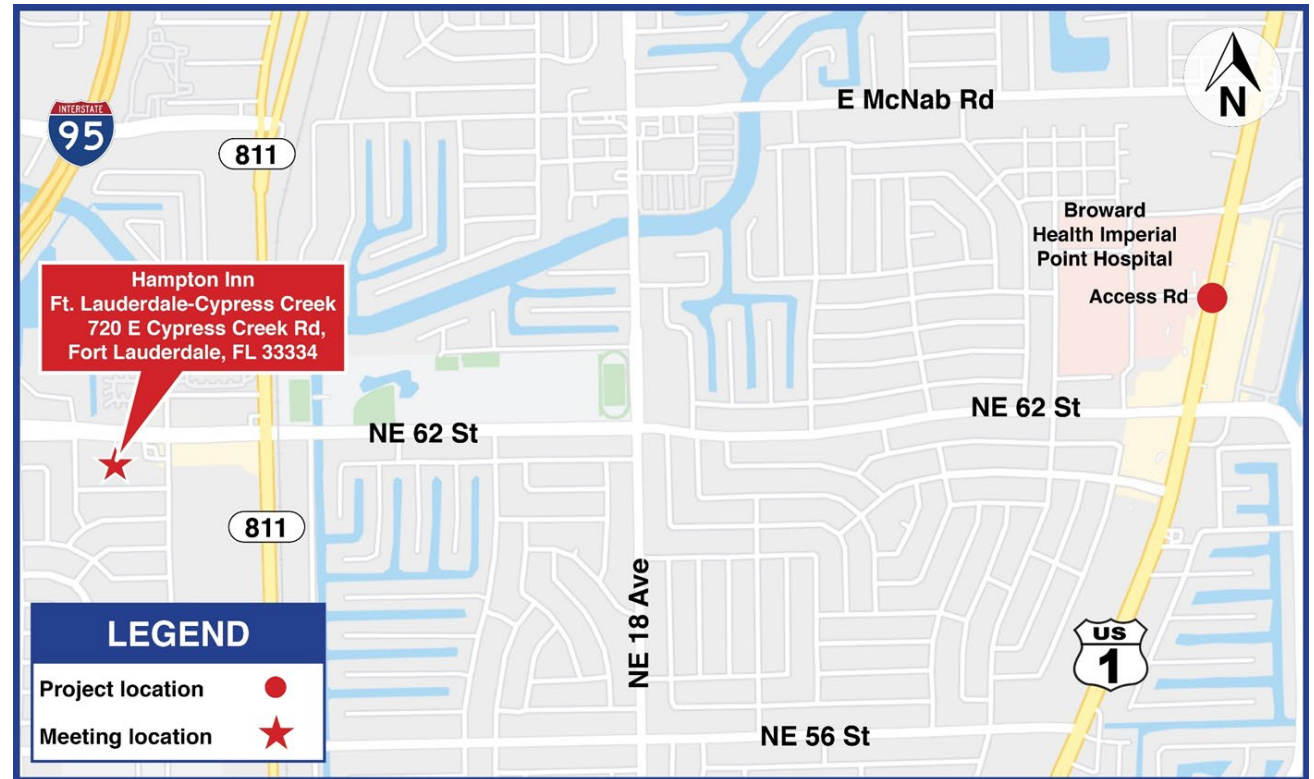 E McNab Rd
N
INTERSTATE
95
811
Broward
Health Imperial
Point Hospital
Access Rd
Hampton Inn
Ft. Lauderdale-Cypress Creek
720 E Cypress Creek Rd,
Fort Lauderdale, FL 33334
NE 62 St
NE 62 St
811
NE 18 Ave
US
1
LEGEND
Project location
Meeting location
NE 56 St